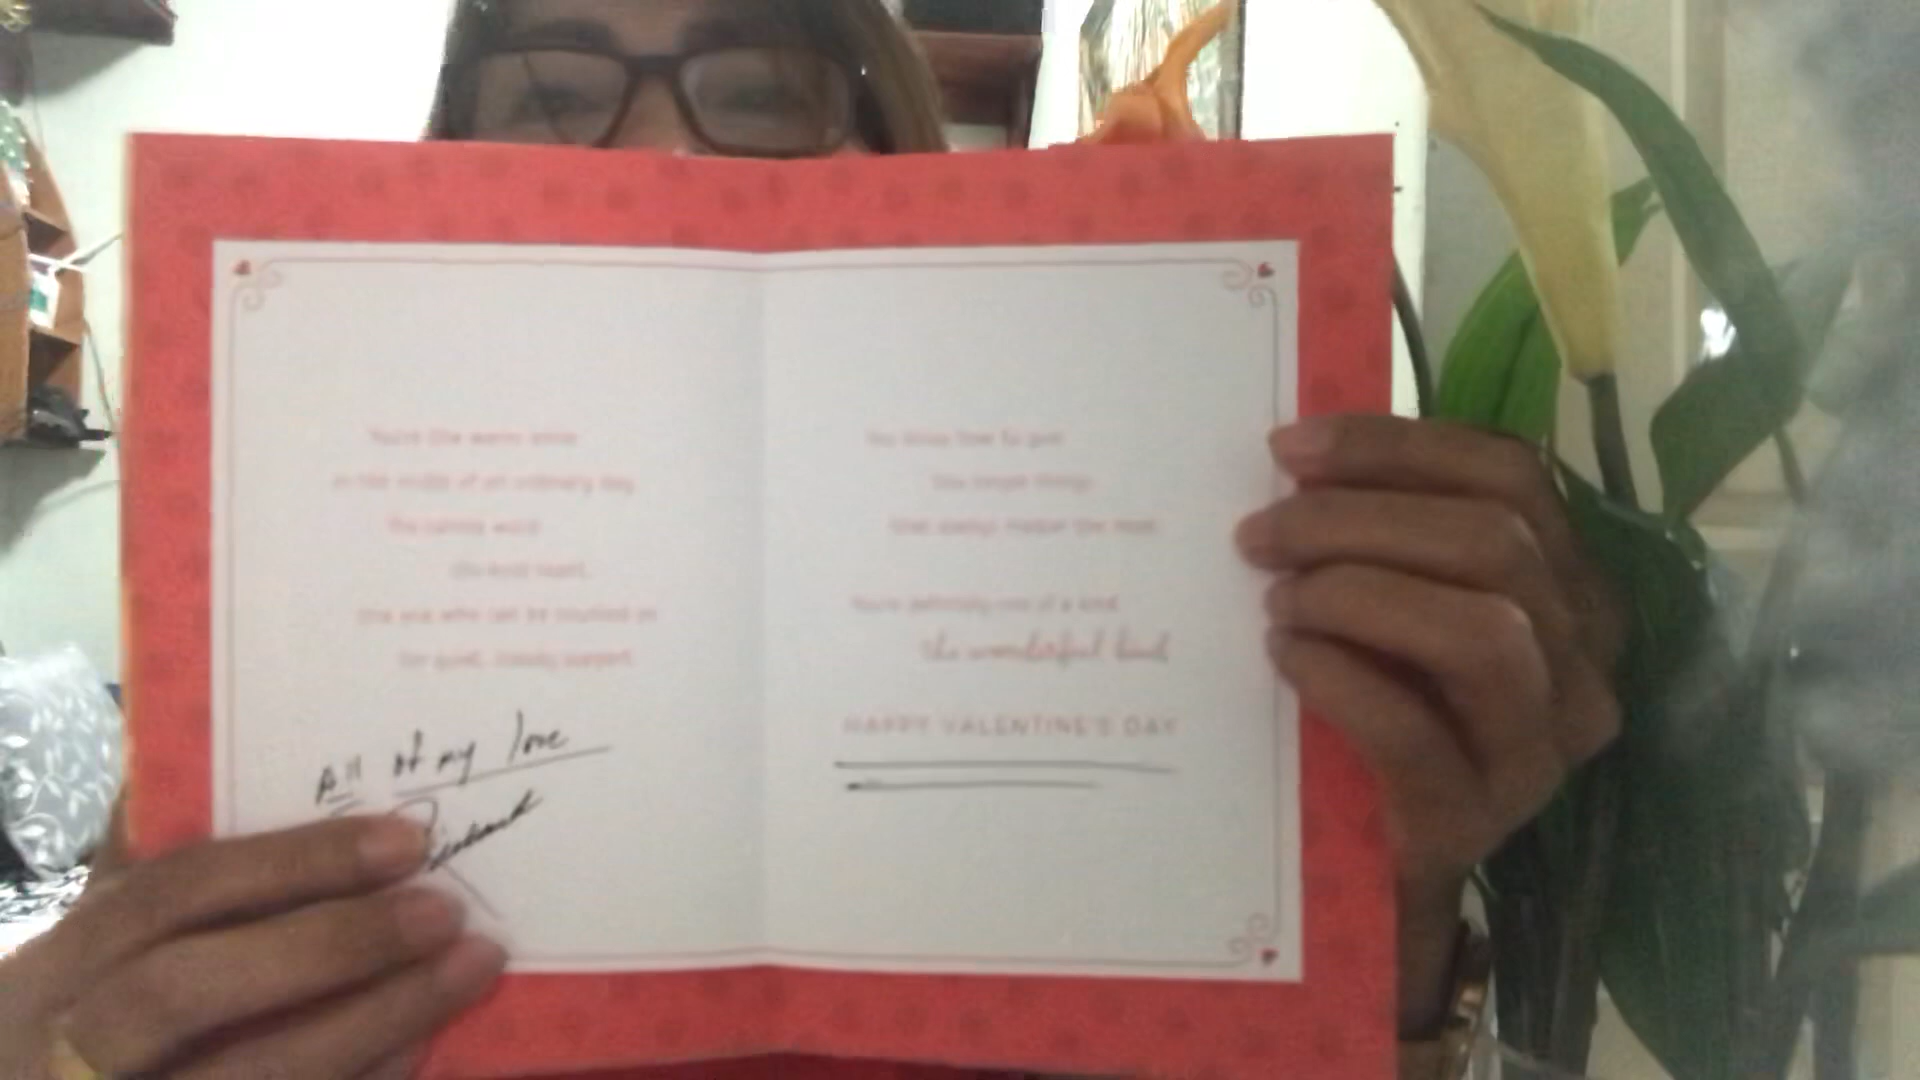 You're the warm smile
in the middle of an ordinary day,
the calmest word
the kind heart,
the one who can be counted on
for quiet, steady support.
All of my love
You know how to give
the simple things
that always matter the most.
You're definitely one of a kind
the wonderful kind
HAPPY VALENTINE'S DAY